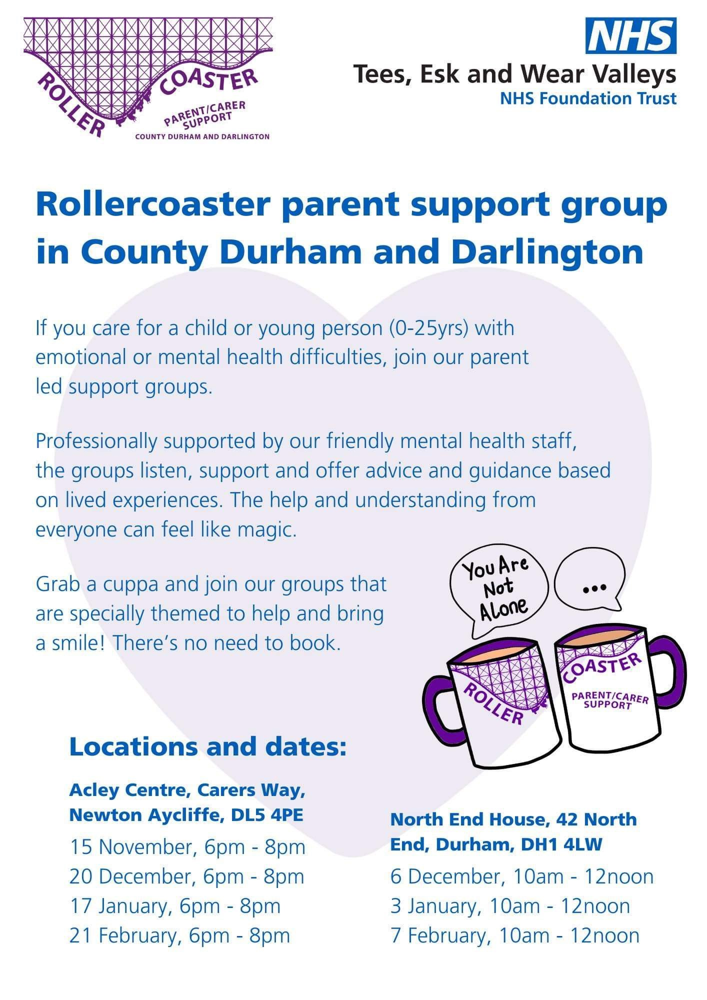 ROLLER COASTER
PARENT/CARER
SUPPORT
COUNTY DURHAM AND DARLINGTON
NHS
Tees, Esk and Wear Valleys
NHS Foundation Trust
Rollercoaster parent support group
in County Durham and Darlington
If you care for a child or young person (0-25yrs) with
emotional or mental health difficulties, join our parent
led support groups.
Professionally supported by our friendly mental health staff,
the groups listen, support and offer advice and guidance based
on lived experiences. The help and understanding from
everyone can feel like magic.
Grab a cuppa and join our groups that
are specially themed to help and bring
a smile! There's no need to book.
You Are
Not
Alone
...
ROLLER
COASTER
PARENT/CARER
SUPPORT
Locations and dates:
Acley Centre, Carers Way,
Newton Aycliffe, DL5 4PE
15 November, 6pm - 8pm
20 December, 6pm - 8pm
17 January, 6pm - 8pm
21 February, 6pm - 8pm
North End House, 42 North
End, Durham, DH1 4LW
6 December, 10am - 12noon
3 January, 10am - 12noon
7 February, 10am - 12noon